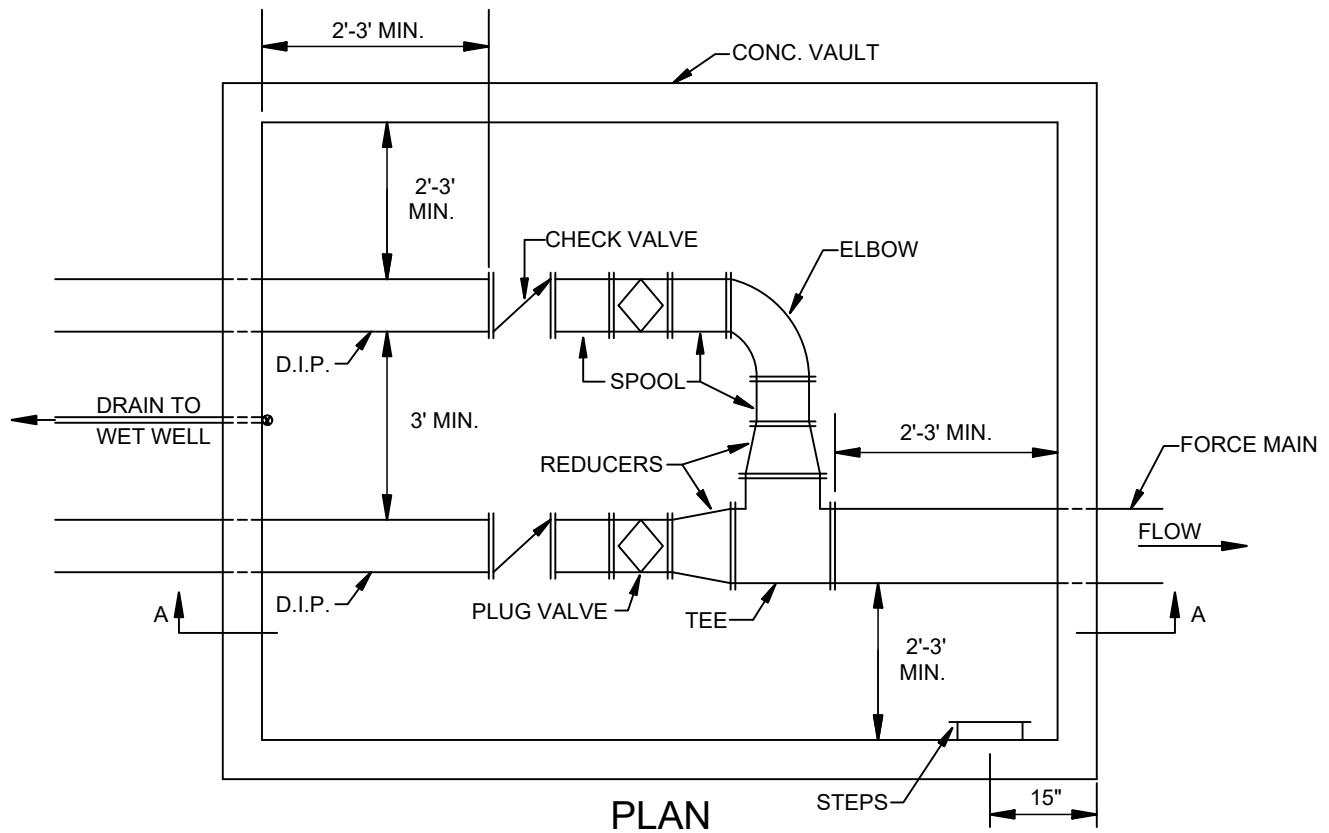 2'-3' MIN.
CONC. VAULT
2'-3'
MIN.
CHECK VALVE
ELBOW
D.I.P.
SPOOL
DRAIN TO
WET WELL
3' MIN.
2'-3' MIN.
REDUCERS
FORCE MAIN
FLOW
D.I.P.
PLUG VALVE
TEE
A
A
2'-3'
MIN.
STEPS
15"
PLAN